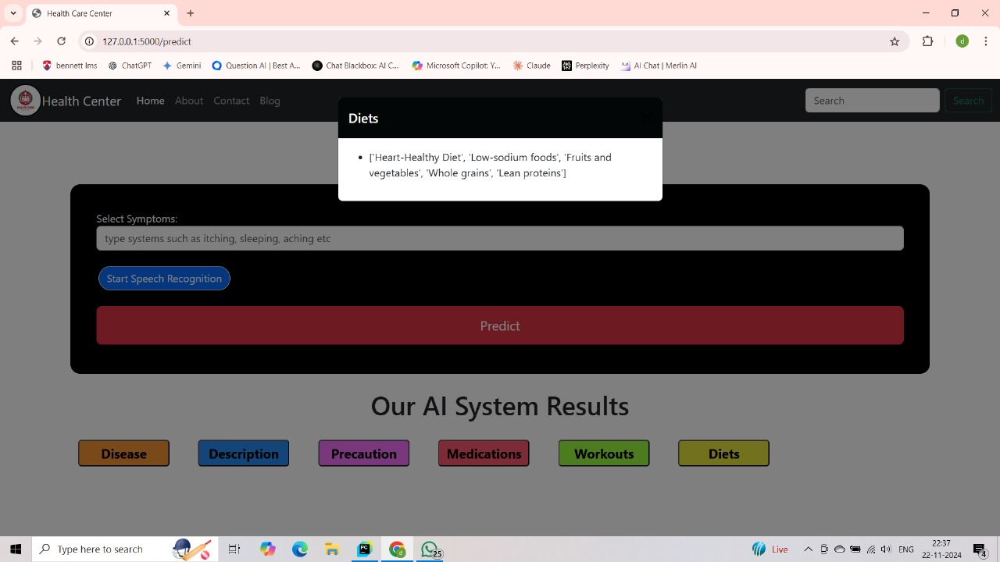 Health Center
127.0.0.1:5000/predict
d
bennett lms
ChatGPT
Gemini
Question AI | Best A...
Chat Blackbox AI C...
Microsoft Copilot: Y...
Claude
Perplexity
AI Chat | Merlin AI
Health Center
Home
About
Contact
Blog
Search
Search
Diets
• ['Heart-Healthy Diet', 'Low-sodium foods', 'Fruits and
vegetables', 'Whole grains', 'Lean proteins']
Select Symptoms:
type systems such as itching, sleeping, aching etc
Start Speech Recognition
Predict
Our AI System Results
Disease
Description
Precaution
Medications
Workouts
Diets
Type here to search
PC
d
25
Live
ENG
22:37
22-11-2024
4